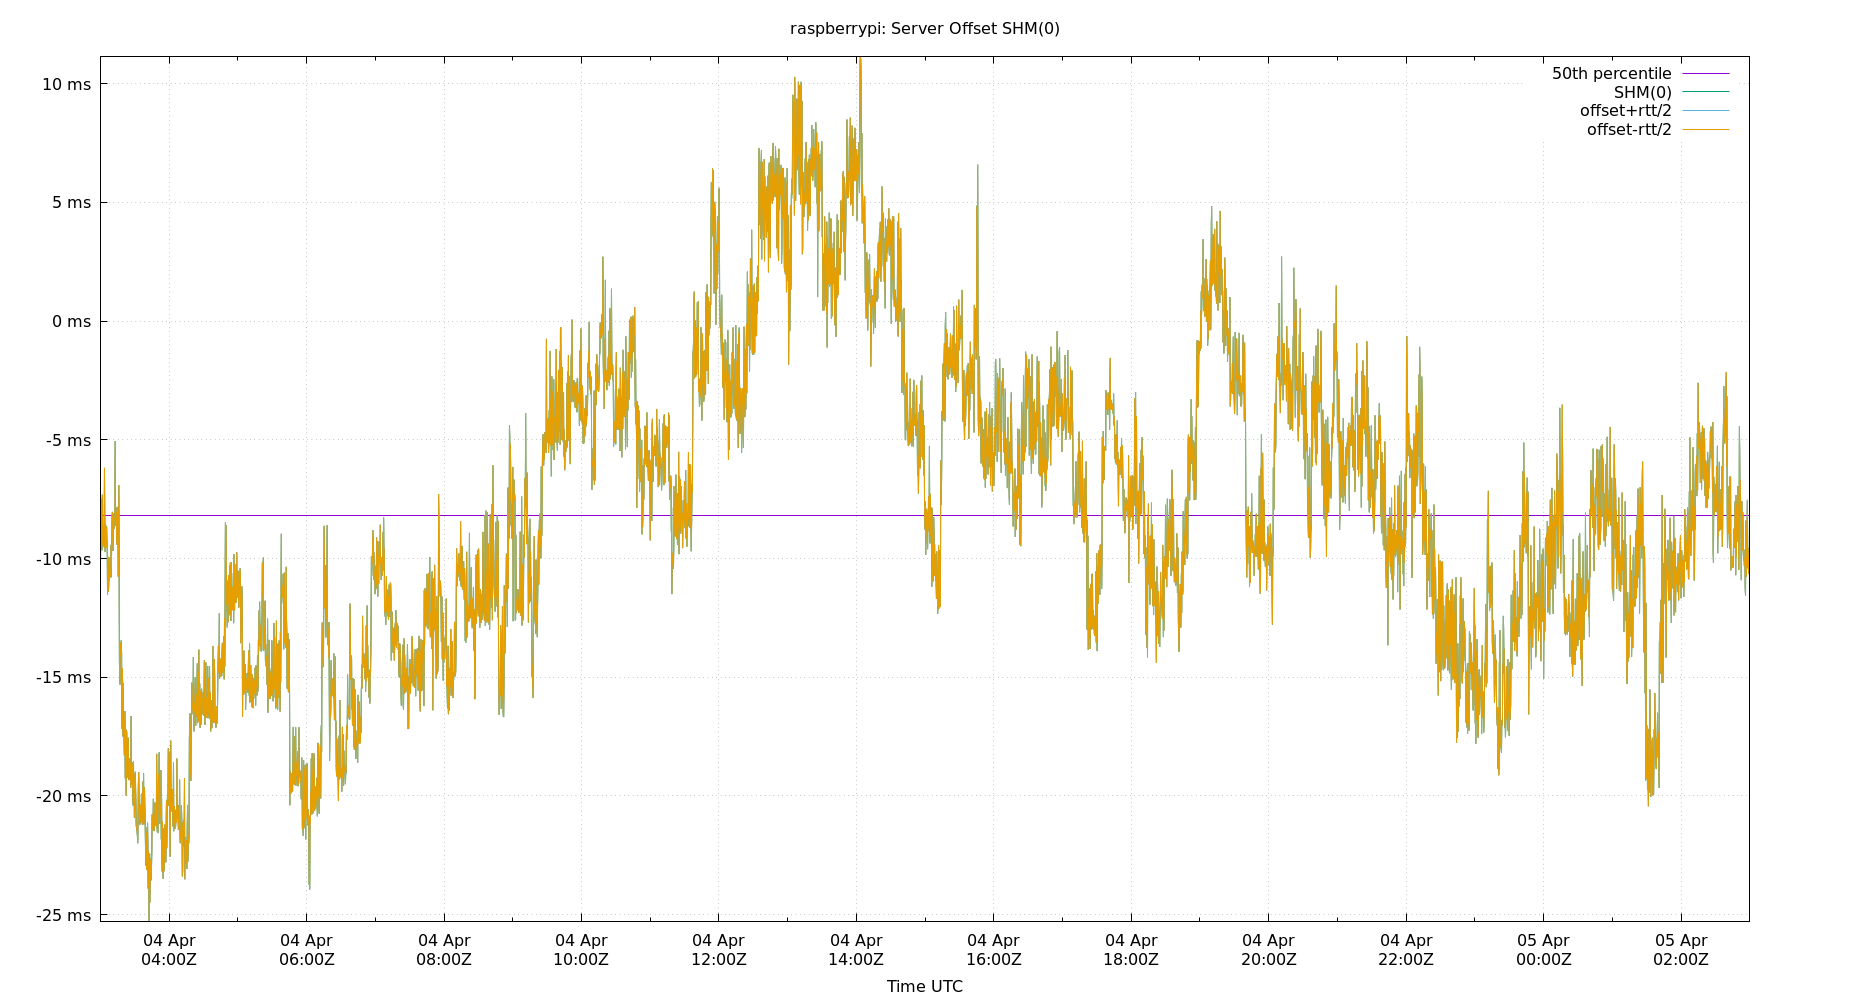 raspberrypi: Server Offset SHM(0)
50th percentile
SHM(0)
offset+rtt/2
offset-rtt/2
10 ms
5 ms
0 ms
-5 ms
-10 ms
-15 ms
-20 ms
-25 ms
04 Apr 04 Apr 04 Apr 04 Apr 04 Apr 04 Apr 04 Apr 04 Apr 04 Apr 04 Apr 05 Apr 05 Apr
04:00Z 06:00Z 08:00Z 10:00Z 12:00Z 14:00Z 16:00Z 18:00Z 20:00Z 22:00Z 00:00Z 02:00Z
Time UTC